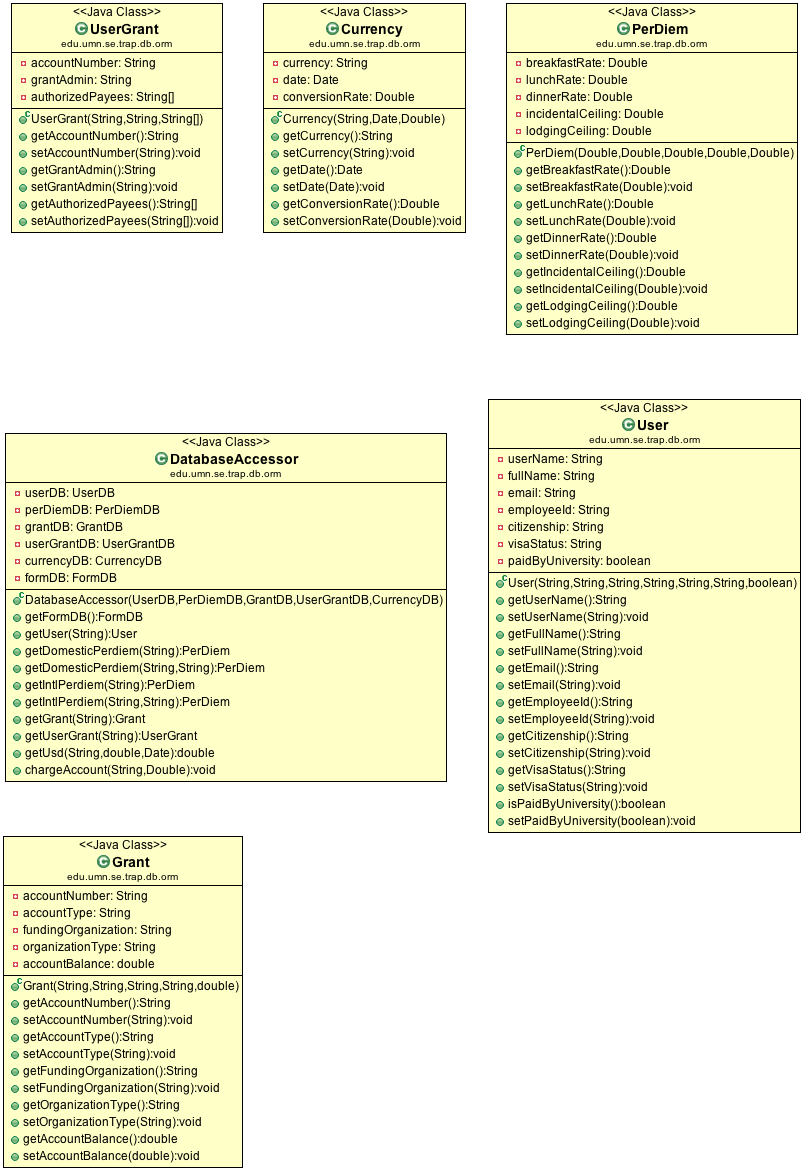 <<Java Class>>
UserGrant
edu.umn.se.trap.db.orm
accountNumber: String
grantAdmin: String
authorizedPayees: String[]
UserGrant(String,String,String[])
getAccountNumber():String
setAccountNumber(String):void
getGrantAdmin():String
setGrantAdmin(String):void
getAuthorizedPayees():String[]
setAuthorizedPayees(String[]):void
<<Java Class>>
Currency
edu.umn.se.trap.db.orm
currency: String
date: Date
conversionRate: Double
Currency(String,Date,Double)
getCurrency():String
setCurrency(String):void
getDate():Date
setDate(Date):void
getConversionRate():Double
setConversionRate(Double):void
<<Java Class>>
PerDiem
edu.umn.se.trap.db.orm
breakfastRate: Double
lunchRate: Double
dinnerRate: Double
incidentalCeiling: Double
lodgingCeiling: Double
PerDiem(Double,Double,Double,Double,Double)
getBreakfastRate():Double
setBreakfastRate(Double):void
getLunchRate():Double
setLunchRate(Double):void
getDinnerRate():Double
setDinnerRate(Double):void
getIncidentalCeiling():Double
setIncidentalCeiling(Double):void
getLodgingCeiling():Double
setLodgingCeiling(Double):void
<<Java Class>>
DatabaseAccessor
edu.umn.se.trap.db.orm
userDB: UserDB
perDiemDB: PerDiemDB
grantDB: GrantDB
userGrantDB: UserGrantDB
currencyDB: CurrencyDB
formDB: FormDB
DatabaseAccessor(UserDB,PerDiemDB,GrantDB,UserGrantDB,CurrencyDB)
getFormDB():FormDB
getUser(String):User
getDomesticPerdiem(String):PerDiem
getDomesticPerdiem(String,String):PerDiem
getIntlPerdiem(String):PerDiem
getIntlPerdiem(String,String):PerDiem
getGrant(String):Grant
getUserGrant(String):UserGrant
getUsd(String,double,Date):double
chargeAccount(String,Double):void
<<Java Class>>
User
edu.umn.se.trap.db.orm
userName: String
fullName: String
email: String
employeeId: String
citizenship: String
visaStatus: String
paidByUniversity: boolean
User(String,String,String,String,String,String,boolean)
getUserName():String
setUserName(String):void
getFullName():String
setFullName(String):void
getEmail():String
setEmail(String):void
getEmployeeId():String
setEmployeeId(String):void
getCitizenship():String
setCitizenship(String):void
getVisaStatus():String
setVisaStatus(String):void
isPaidByUniversity():boolean
setPaidByUniversity(boolean):void
<<Java Class>>
Grant
edu.umn.se.trap.db.orm
accountNumber: String
accountType: String
fundingOrganization: String
organizationType: String
accountBalance: double
Grant(String,String,String,String,double)
getAccountNumber():String
setAccountNumber(String):void
getAccountType():String
setAccountType(String):void
getFundingOrganization():String
setFundingOrganization(String):void
getOrganizationType():String
setOrganizationType(String):void
getAccountBalance():double
setAccountBalance(double):void